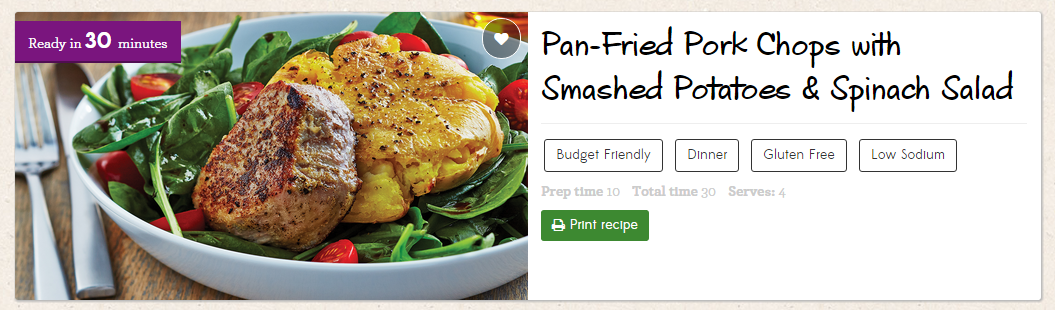 Ready in 30 minutes
Pan-Fried Pork Chops with
Smashed Potatoes & Spinach Salad
Budget Friendly Dinner Gluten Free Low Sodium
Prep time 10 Total time 30 Serves: 4
Print recipe